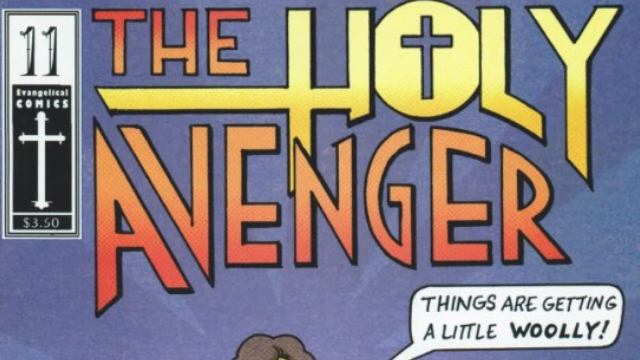 11
Evangelical
COMICS
$3.50
THE HOLY
AVENGER
THINGS ARE GETTING
A LITTLE WOOLLY!